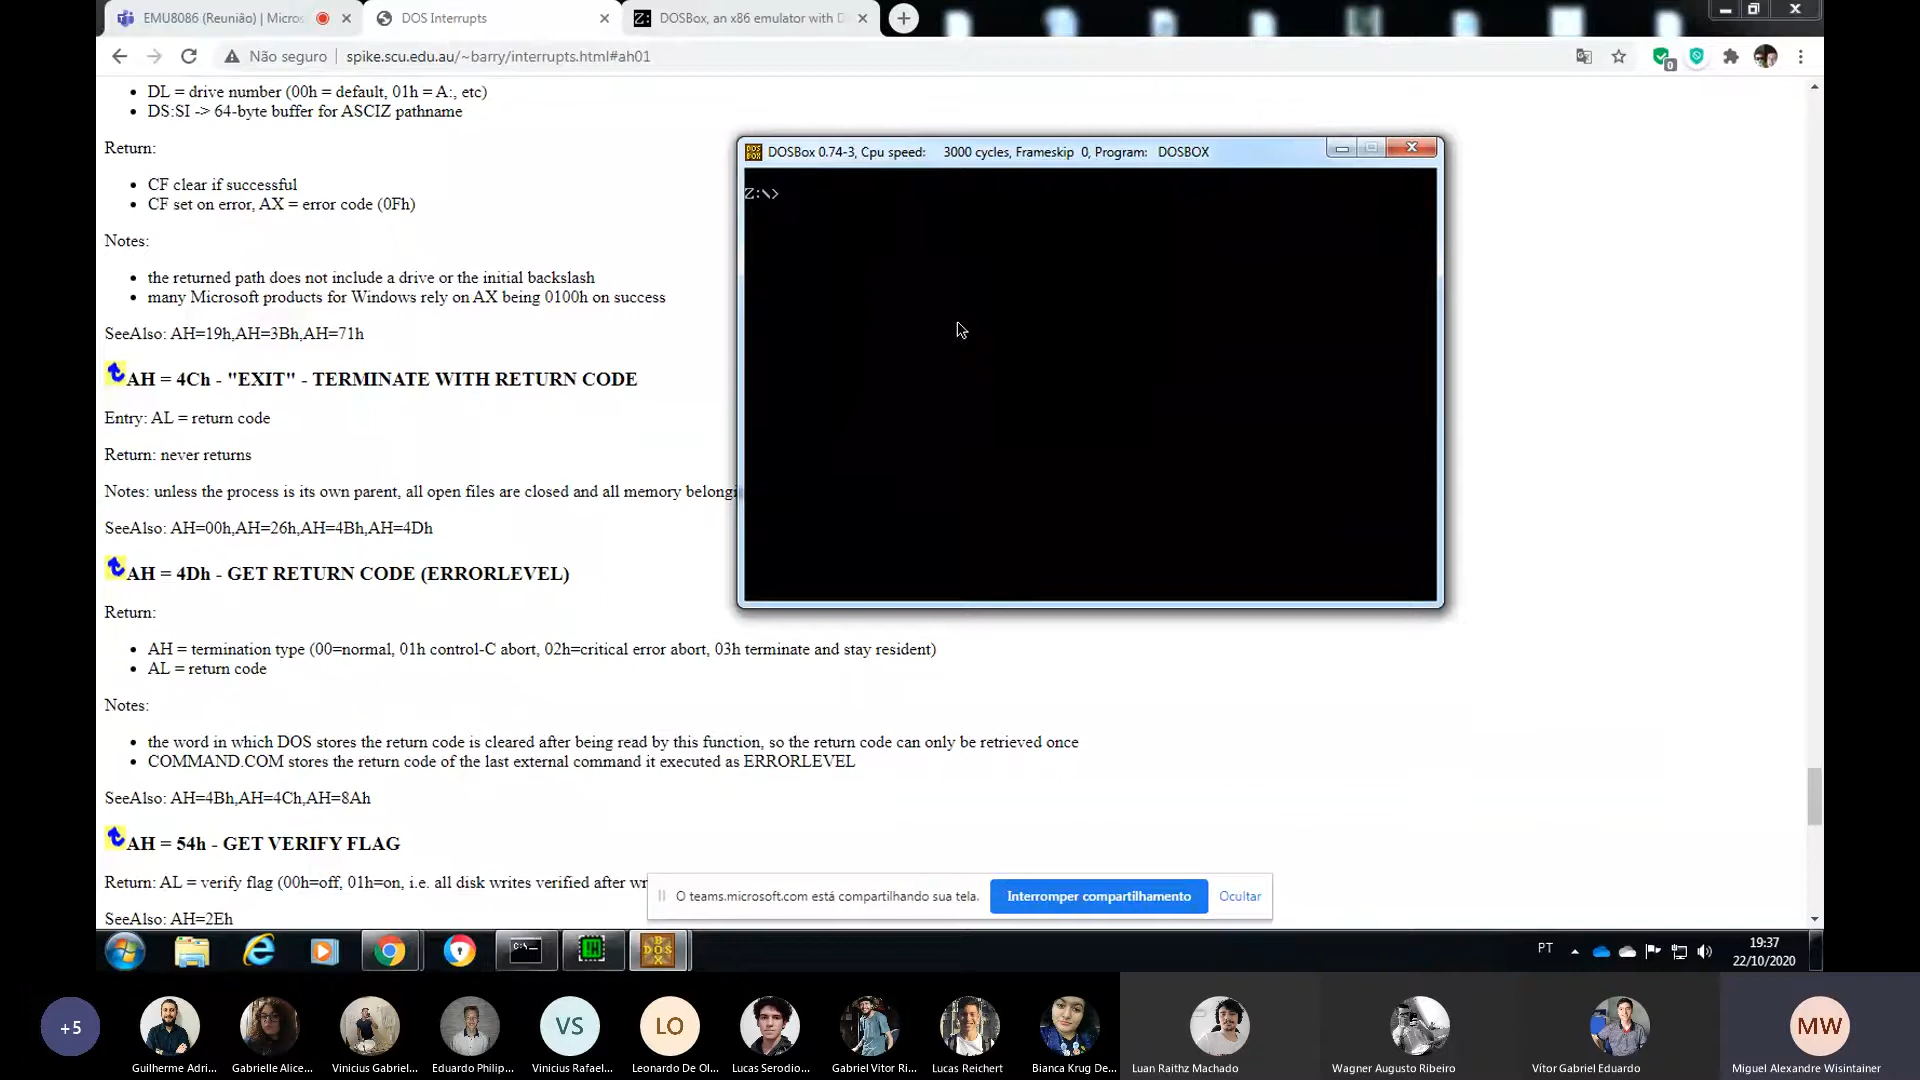 EMU8086 (Reunião) | Micros
DOS Interrupts
DOSBox, an x86 emulator with D
Não seguro
spike.scu.edu.au/~barry/interrupts.html#ah01
0
• DL = drive number (00h = default, 01h = A:, etc)
• DS:SI -> 64-byte buffer for ASCIZ pathname
Return:
• CF clear if successful
• CF set on error, AX = error code (0Fh)
Notes:
• the returned path does not include a drive or the initial backslash
• many Microsoft products for Windows rely on AX being 0100h on success
SeeAlso: AH=19h,AH=3Bh,AH=71h
AH = 4Ch - "EXIT" - TERMINATE WITH RETURN CODE
Entry: AL = return code
Return: never returns
Notes: unless the process is its own parent, all open files are closed and all memory belongi
SeeAlso: AH=00h,AH=26h,AH=4Bh,AH=4Dh
AH = 4Dh - GET RETURN CODE (ERRORLEVEL)
Return:
• AH = termination type (00=normal, 01h control-C abort, 02h=critical error abort, 03h terminate and stay resident)
• AL = return code
Notes:
• the word in which DOS stores the return code is cleared after being read by this function, so the return code can only be retrieved once
• COMMAND.COM stores the return code of the last external command it executed as ERRORLEVEL
SeeAlso: AH=4Bh,AH=4Ch,AH=8Ah
AH = 54h - GET VERIFY FLAG
Return: AL = verify flag (00h=off, 01h=on, i.e. all disk writes verified after wr
SeeAlso: AH=2Eh
DOSBox 0.74-3, Cpu speed: 3000 cycles, Frameskip 0, Program: DOSBOX
Z:\>
O teams.microsoft.com está compartilhando sua tela.
Interromper compartilhamento
Ocultar
PT
19:37
22/10/2020
+5
VS
LO
MW
Guilherme Adri...
Gabrielle Alice...
Vinicius Gabriel...
Eduardo Philip...
Vinicius Rafael...
Leonardo De Ol...
Lucas Serodio...
Gabriel Vitor Ri...
Lucas Reichert
Bianca Krug De...
Luan Raithz Machado
Wagner Augusto Ribeiro
Vítor Gabriel Eduardo
Miguel Alexandre Wisintainer